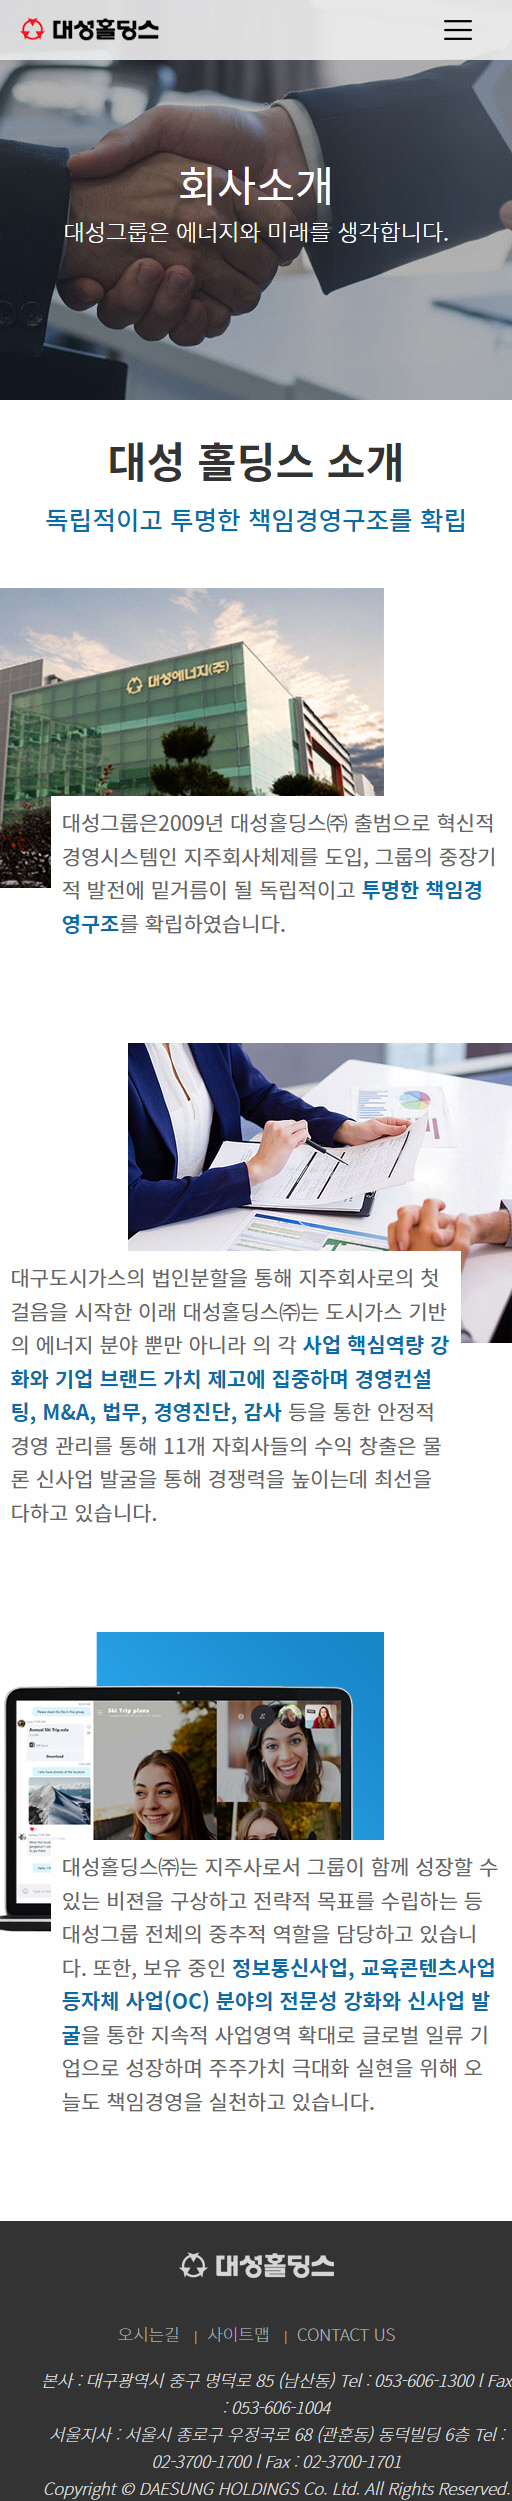 대성홀딩스
회사소개
대성그룹은 에너지와 미래를 생각합니다.
대성 홀딩스 소개
독립적이고 투명한 책임경영구조를 확립
대성에너지(주)
대성그룹은2009년 대성홀딩스㈜ 출범으로 혁신적
경영시스템인 지주회사체제를 도입, 그룹의 중장기
적 발전에 밑거름이 될 독립적이고 투명한 책임경
영구조를 확립하였습니다.
대구도시가스의 법인분할을 통해 지주회사로의 첫
걸음을 시작한 이래 대성홀딩스㈜는 도시가스 기반
의 에너지 분야 뿐만 아니라 의 각 사업 핵심역량 강
화와 기업 브랜드 가치 제고에 집중하며 경영컨설
팅, M&A, 법무, 경영진단, 감사 등을 통한 안정적
경영 관리를 통해 11개 자회사들의 수익 창출은 물
론 신사업 발굴을 통해 경쟁력을 높이는데 최선을
다하고 있습니다.
Ski Trip plans
Please share the file in this group.
Annual Ski Trip.xls
Download
대성홀딩스㈜는 지주사로서 그룹이 함께 성장할 수
있는 비젼을 구상하고 전략적 목표를 수립하는 등
대성그룹 전체의 중추적 역할을 담당하고 있습니
다. 또한, 보유 중인 정보통신사업, 교육콘텐츠사업
등자체 사업(OC) 분야의 전문성 강화와 신사업 발
굴을 통한 지속적 사업영역 확대로 글로벌 일류 기
업으로 성장하며 주주가치 극대화 실현을 위해 오
늘도 책임경영을 실천하고 있습니다.
대성홀딩스
오시는길 | 사이트맵 | CONTACT US
본사 : 대구광역시 중구 명덕로 85 (남산동) Tel : 053-606-1300 l Fax
: 053-606-1004
서울지사 : 서울시 종로구 우정국로 68 (관훈동) 동덕빌딩 6층 Tel :
02-3700-1700 l Fax : 02-3700-1701
Copyright © DAESUNG HOLDINGS Co. Ltd. All Rights Reserved.